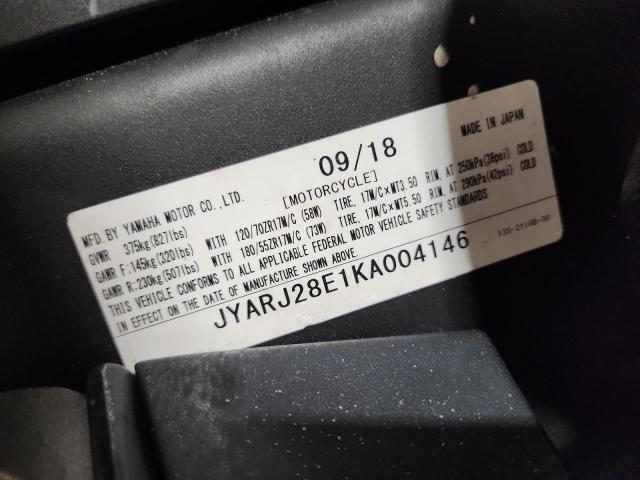 09/18
MADE IN JAPAN
MFD. BY YAMAHA MOTOR CO.,LTD. [MOTORCYCLE]
GVWR 375kg(827lbs)
GAWR F:145kg(320lbs) WITH 120/70ZR17M/C (58W) TIRE, 17M/C×MT3.50 RIM, AT 250kPa(36psi) COLD
GAWR R:230kg(507lbs) WITH 180/55ZR17M/C (73W) TIRE, 17M/C×MT5.50 RIM, AT 290kPa(42psi) COLD
THIS VEHICLE CONFORMS TO ALL APPLICABLE FEDERAL MOTOR VEHICLE SAFETY STANDARDS
IN EFFECT ON THE DATE OF MANUFACTURE SHOWN ABOVE.
JYARJ28E1KA004146